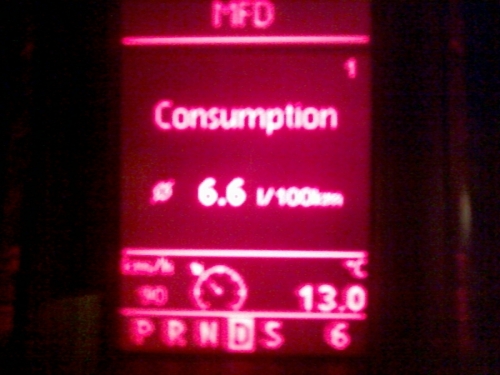 MFD
1
Consumption
ø 6.6 l/100km
km/h °C
90 13.0
P R N D S 6